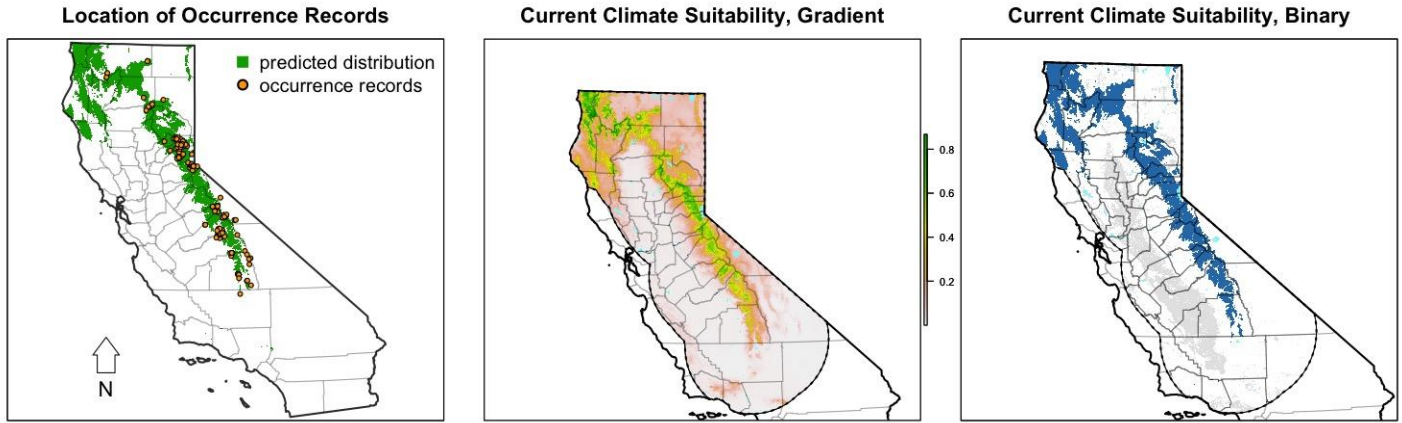 Location of Occurrence Records
predicted distribution
occurrence records
N
Current Climate Suitability, Gradient
0.8
0.6
0.4
0.2
Current Climate Suitability, Binary